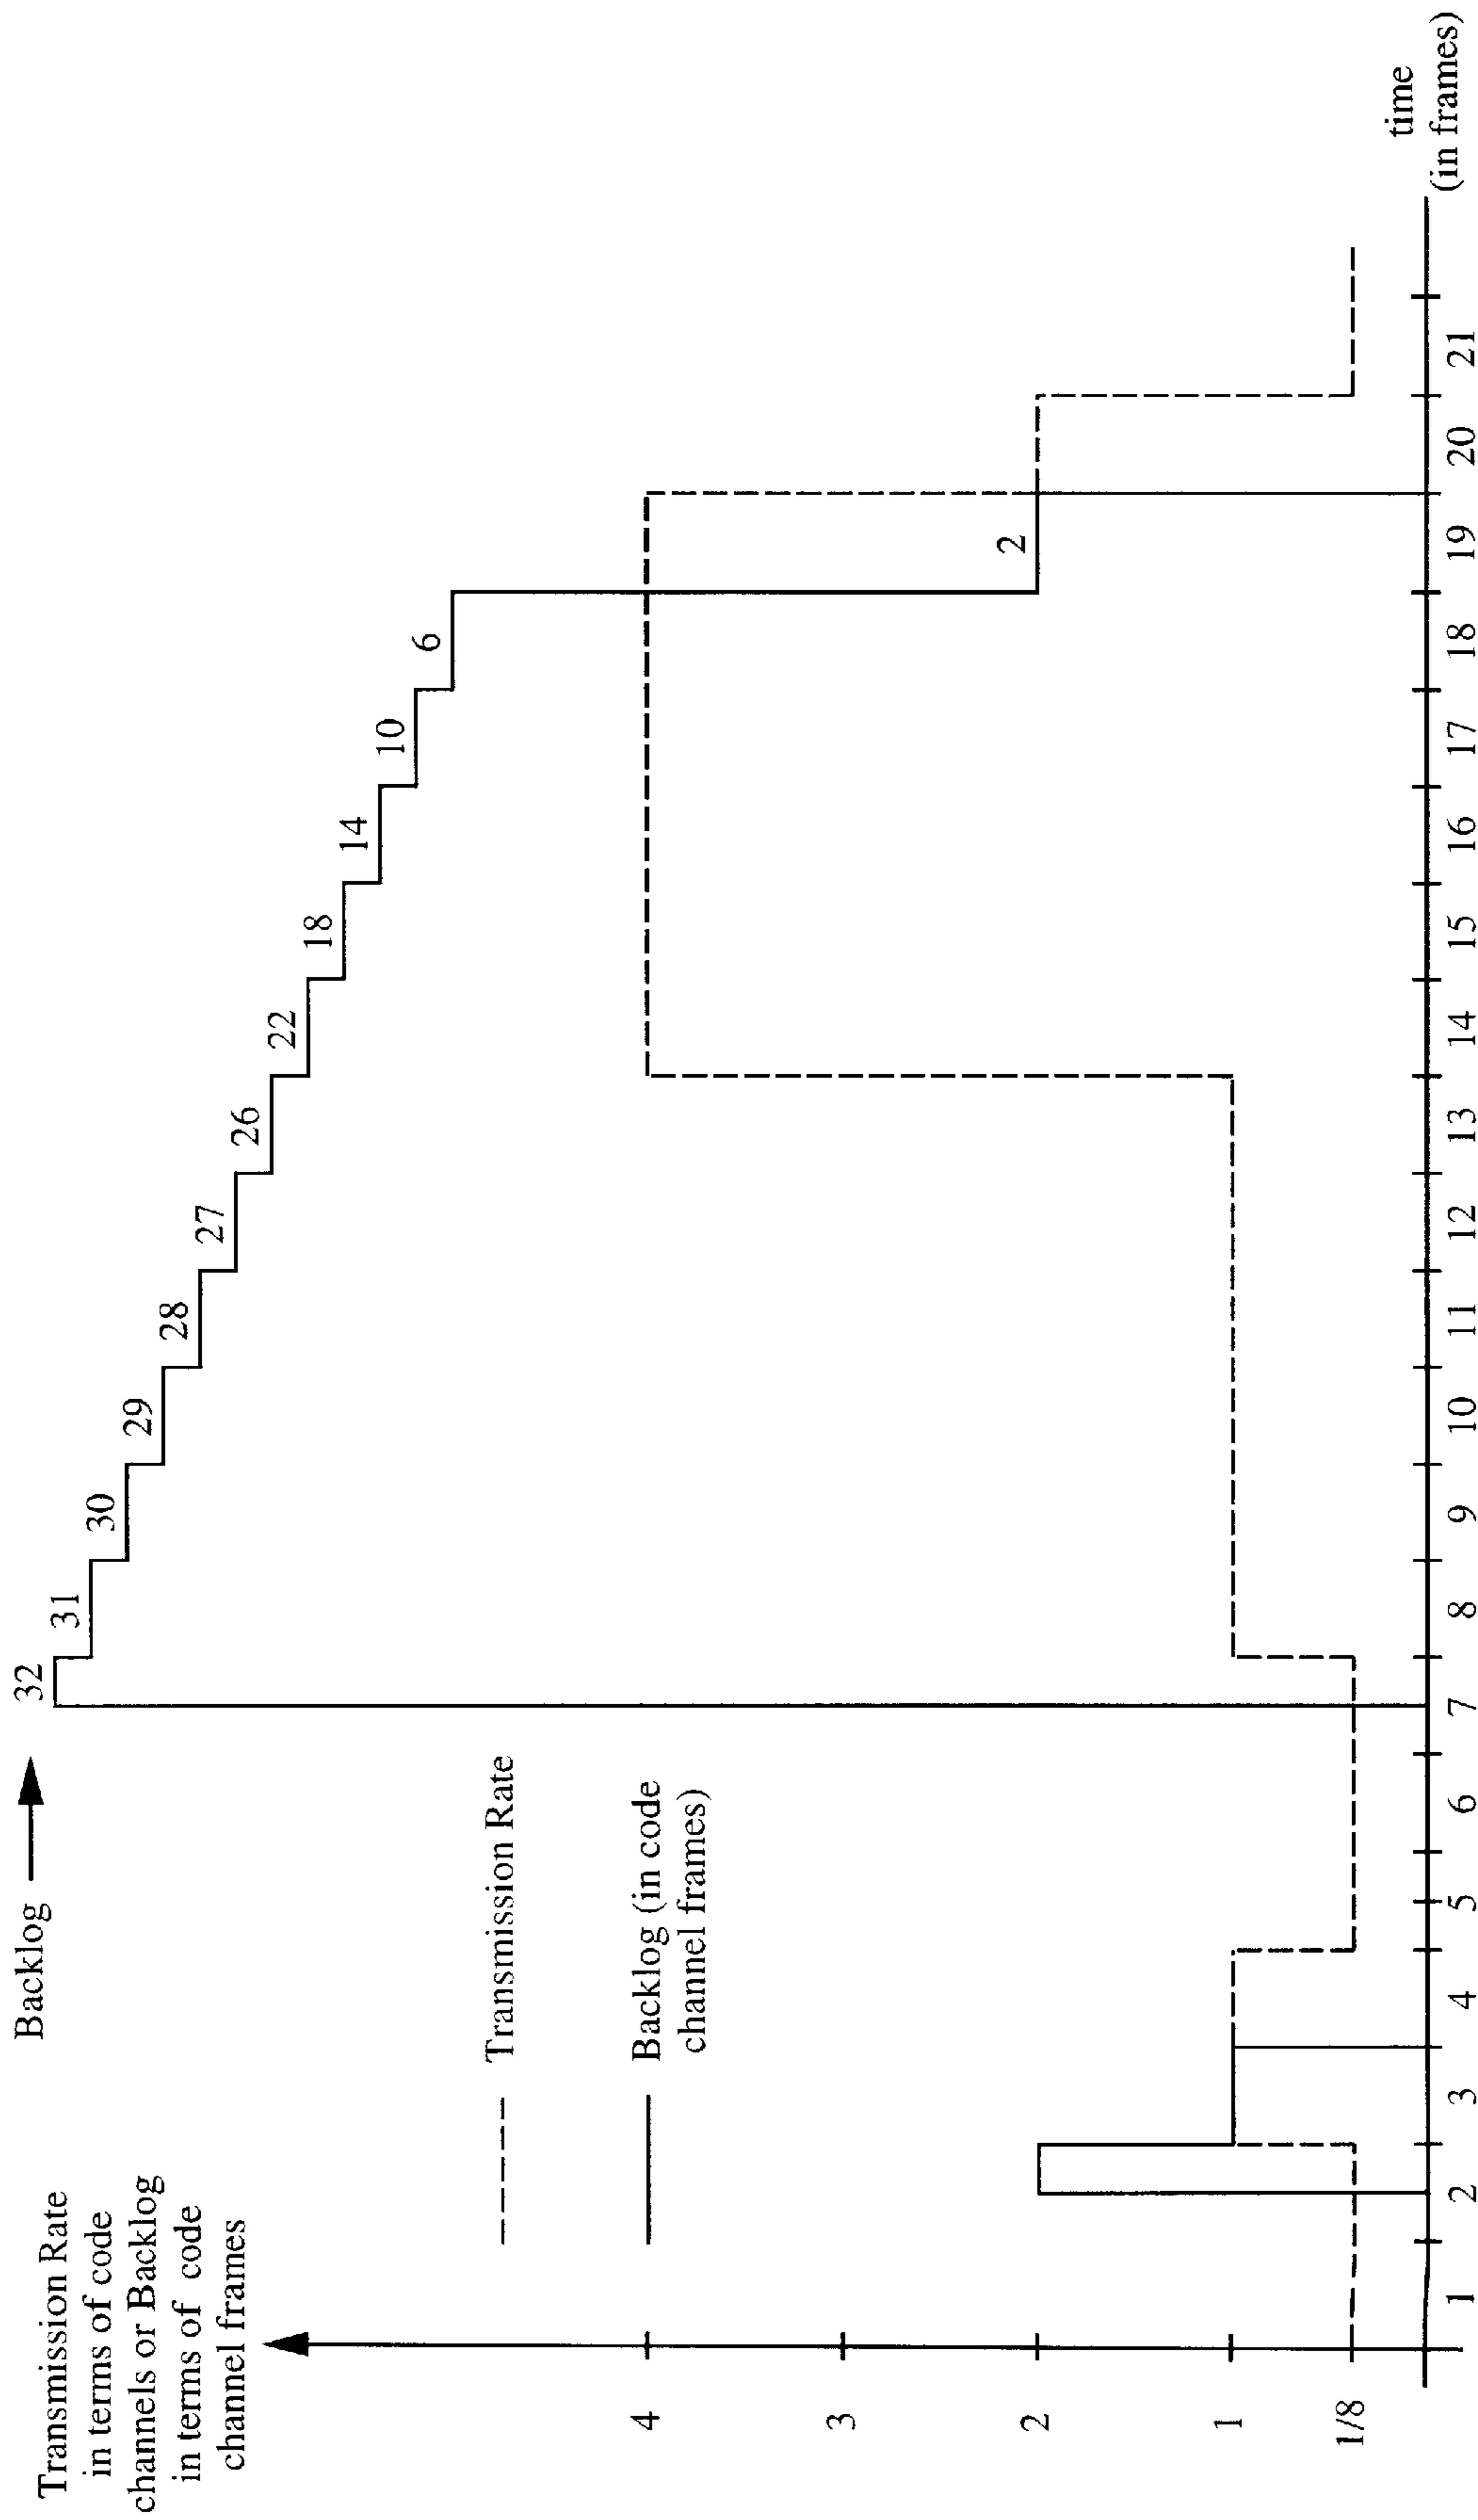 Transmission Rate
in terms of code
channels or Backlog
in terms of code
channel frames
Backlog
Transmission Rate
Backlog (in code
channel frames)
32
31
30
29
28
27
26
22
18
14
10
6
2
4
3
2
1
1/8
1 2 3 4 5 6 7 8 9 10 11 12 13 14 15 16 17 18 19 20 21
time
(in frames)